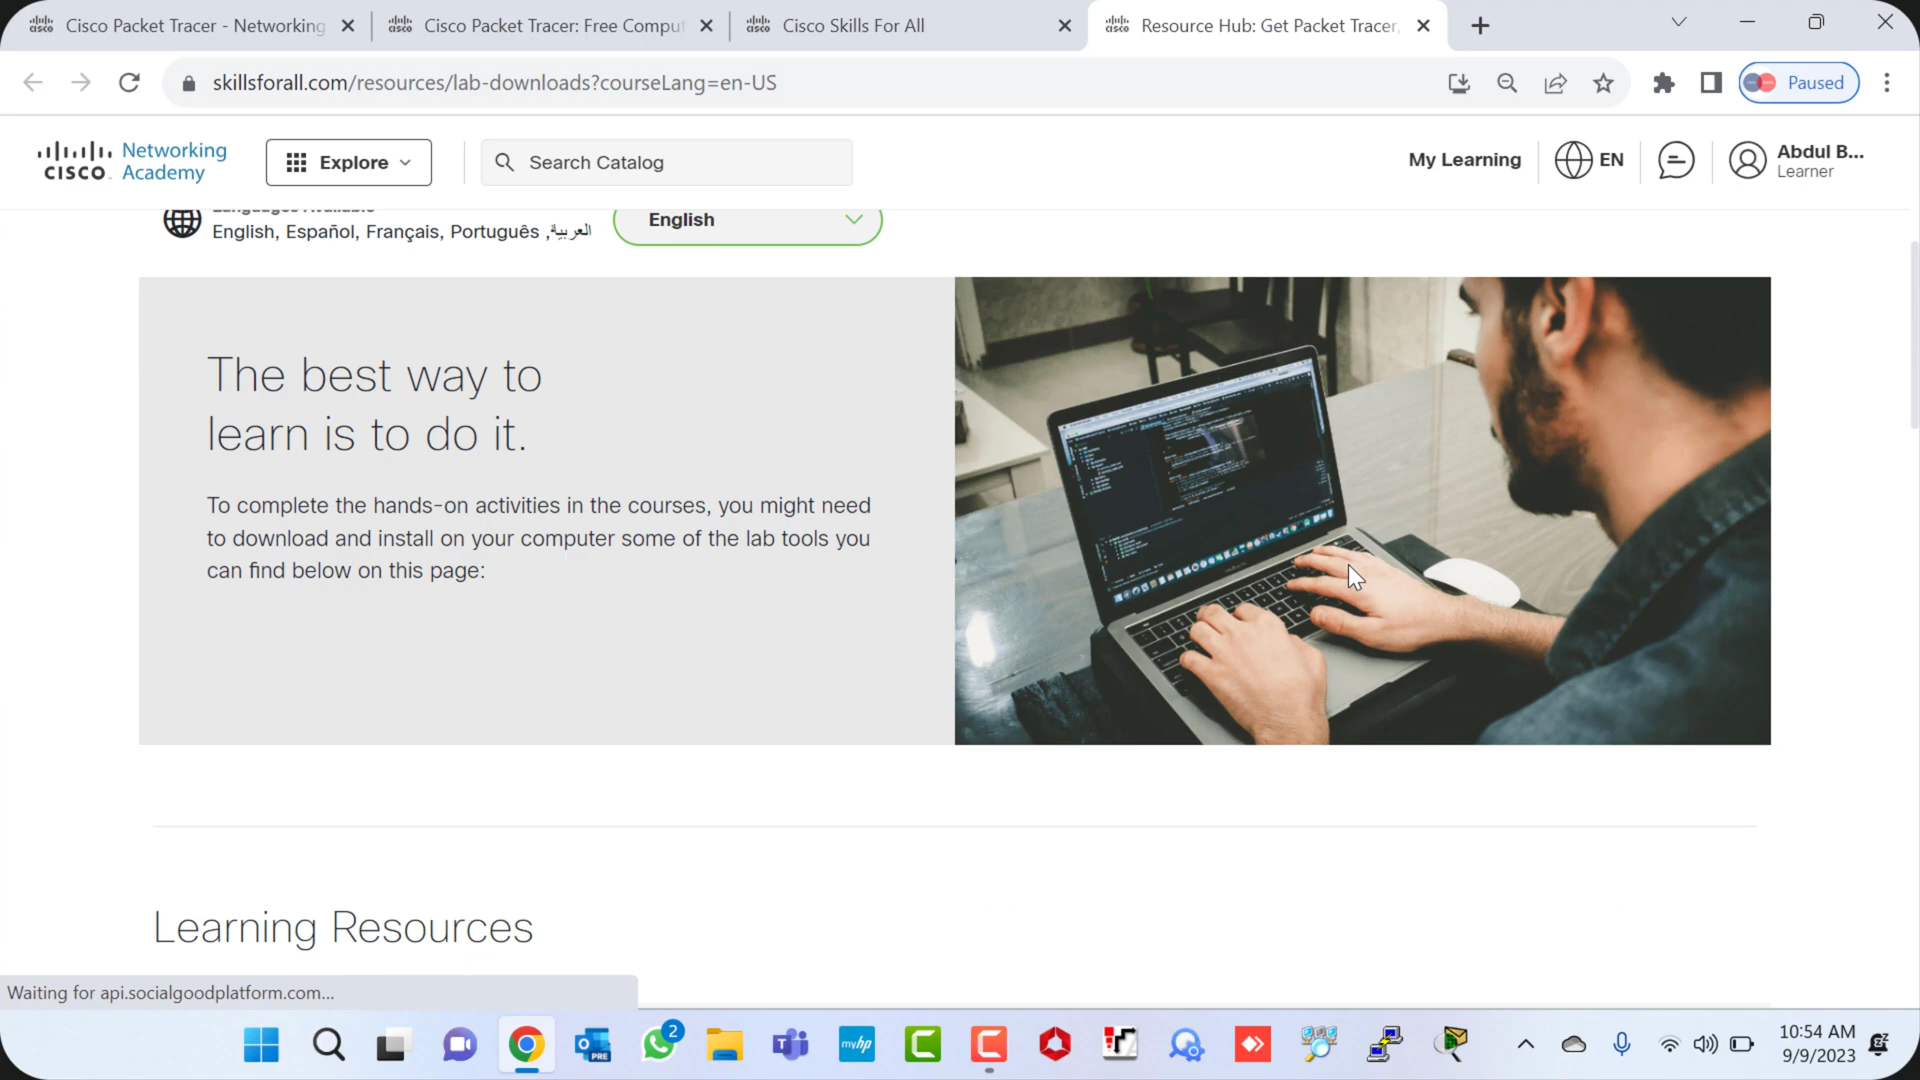 Cisco Packet Tracer - Networking
Cisco Packet Tracer: Free Comput
Cisco Skills For All
Resource Hub: Get Packet Tracer,
skillsforall.com/resources/lab-downloads?courseLang=en-US
Paused
CISCO
Networking
Academy
Explore
Search Catalog
My Learning
EN
Abdul B...
Learner
Languages Available
English, Español, Français, Português ,العربية
English
The best way to
learn is to do it.
To complete the hands-on activities in the courses, you might need
to download and install on your computer some of the lab tools you
can find below on this page:
Learning Resources
Waiting for api.socialgoodplatform.com...
2
PRE
myhp
10:54 AM
9/9/2023